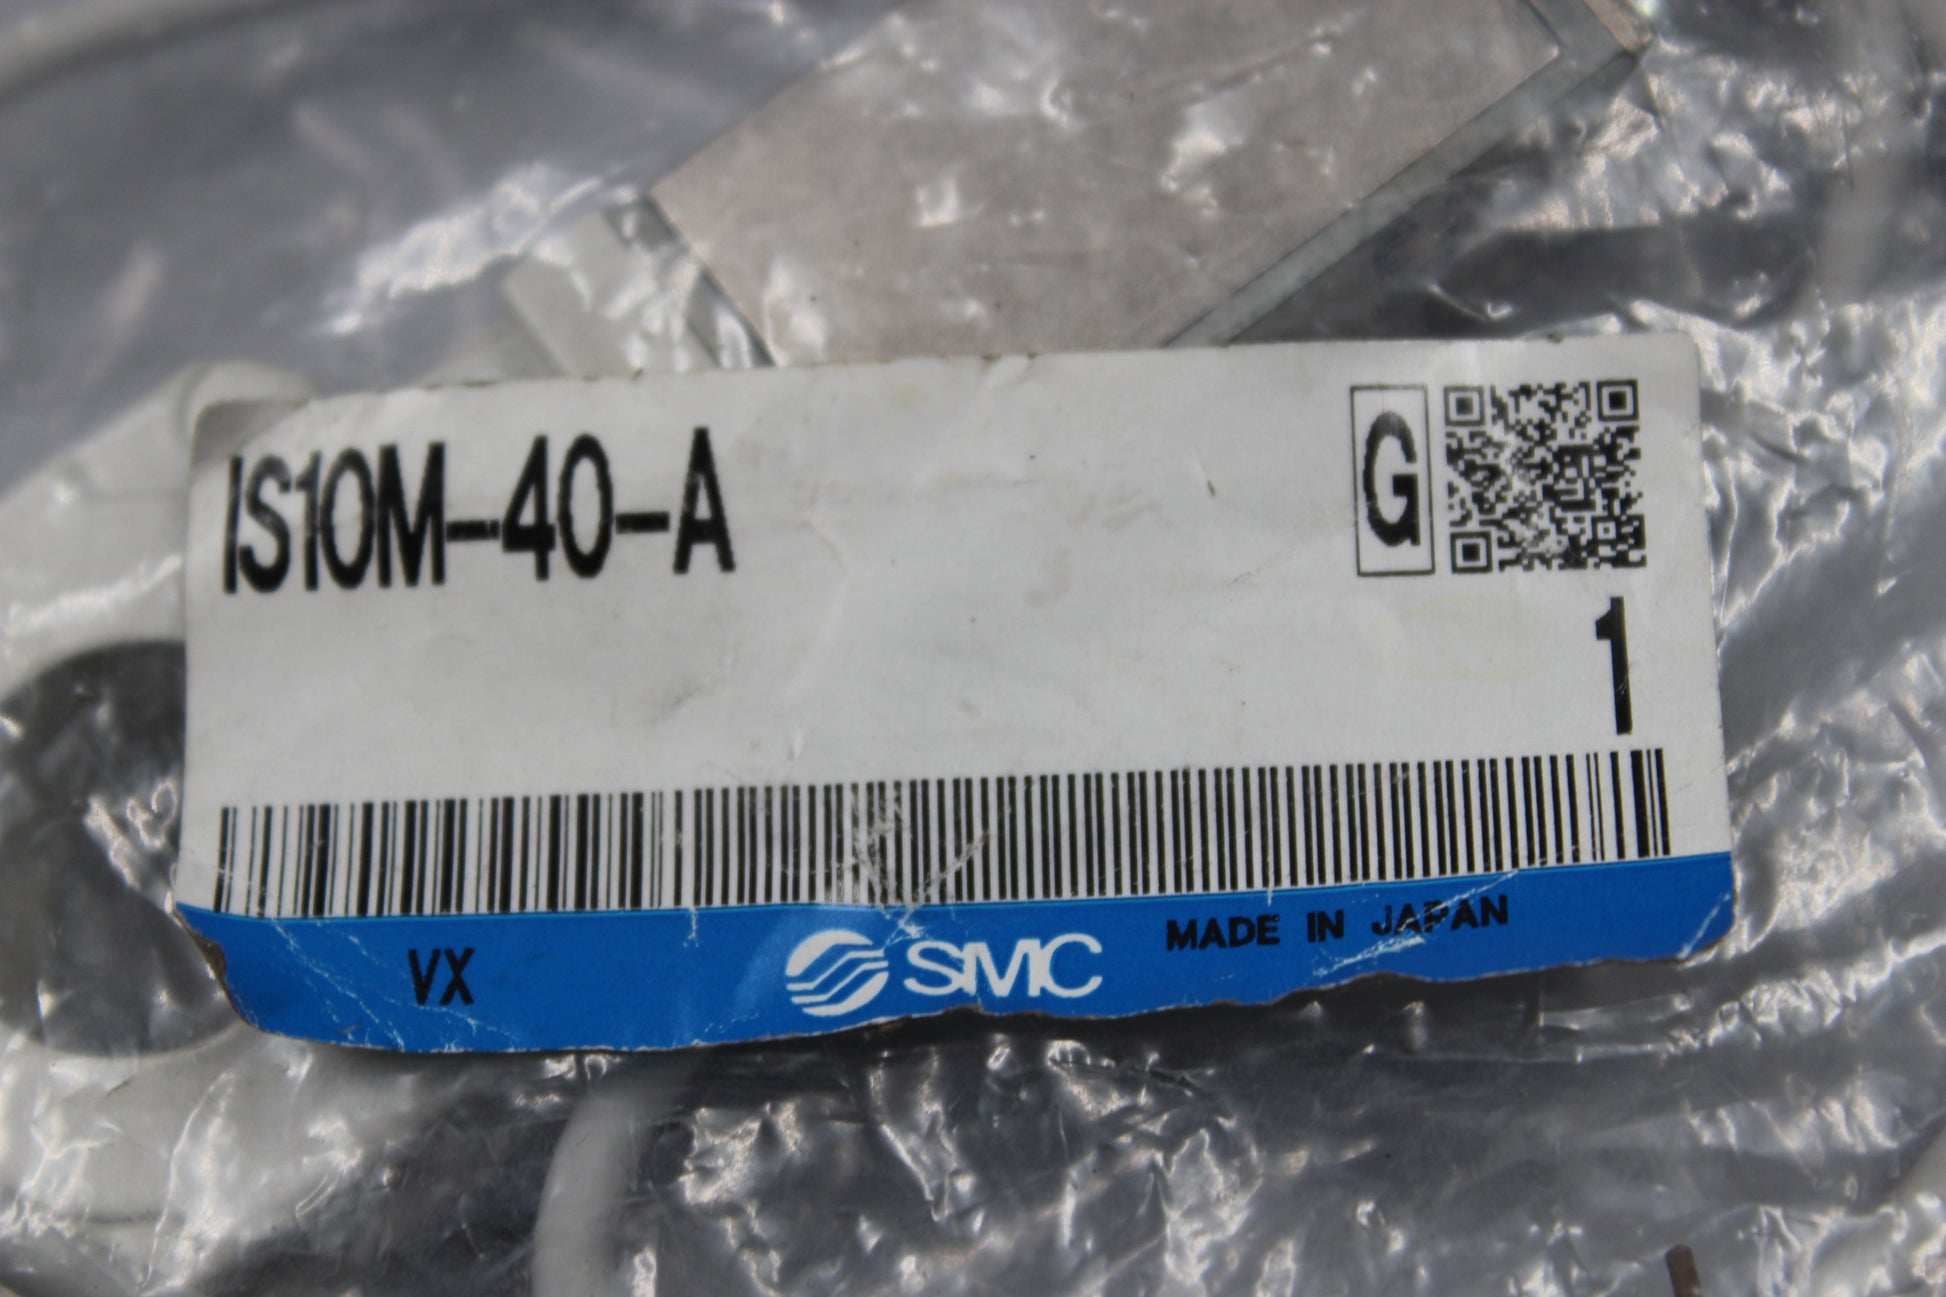 IS10M-40-A
G
1
VX
SMC
MADE IN JAPAN